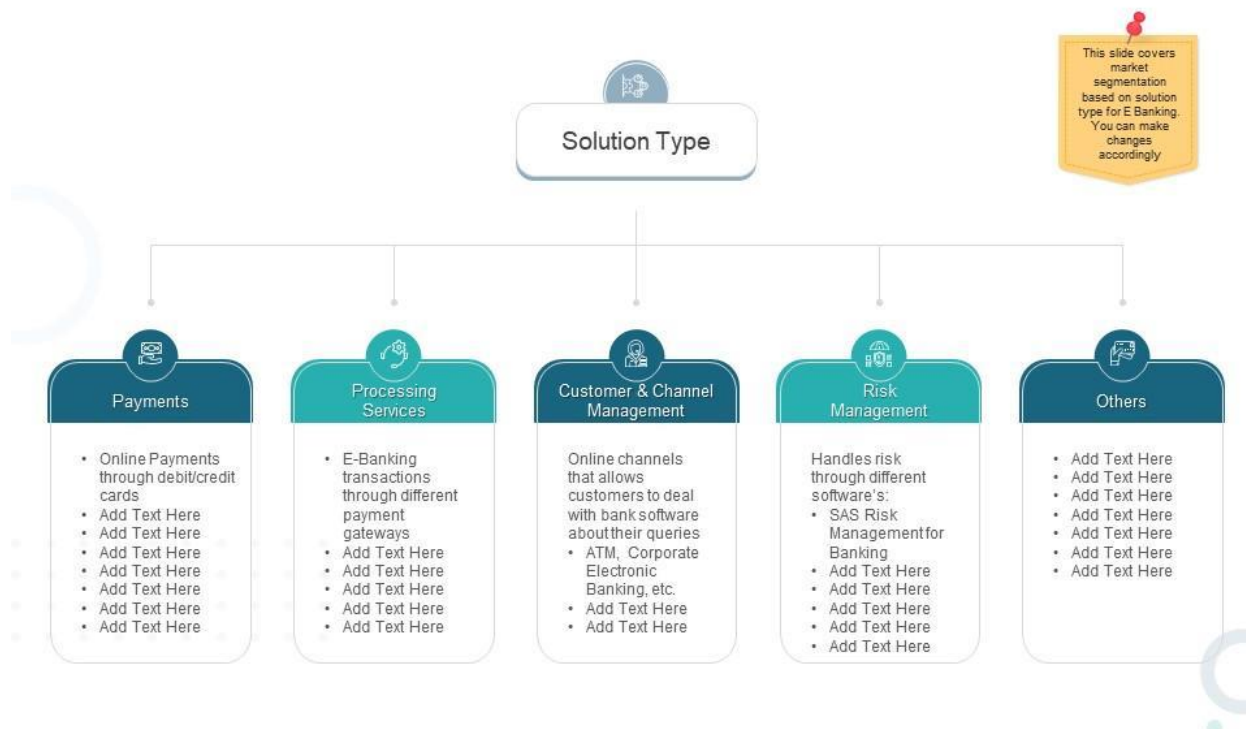 This slide covers
market
segmentation
based on solution
type for E Banking.
You can make
changes
accordingly
Solution Type
Payments
• Online Payments
through debit/credit
cards
• Add Text Here
• Add Text Here
• Add Text Here
• Add Text Here
• Add Text Here
• Add Text Here
• Add Text Here
Processing
Services
• E-Banking
transactions
through different
payment
gateways
• Add Text Here
• Add Text Here
• Add Text Here
• Add Text Here
• Add Text Here
Customer & Channel
Management
Online channels
that allows
customers to deal
with bank software
about their queries
• ATM, Corporate
Electronic
Banking, etc.
• Add Text Here
• Add Text Here
Risk
Management
Handles risk
through different
software's:
• SAS Risk
Management for
Banking
• Add Text Here
• Add Text Here
• Add Text Here
• Add Text Here
• Add Text Here
Others
• Add Text Here
• Add Text Here
• Add Text Here
• Add Text Here
• Add Text Here
• Add Text Here
• Add Text Here